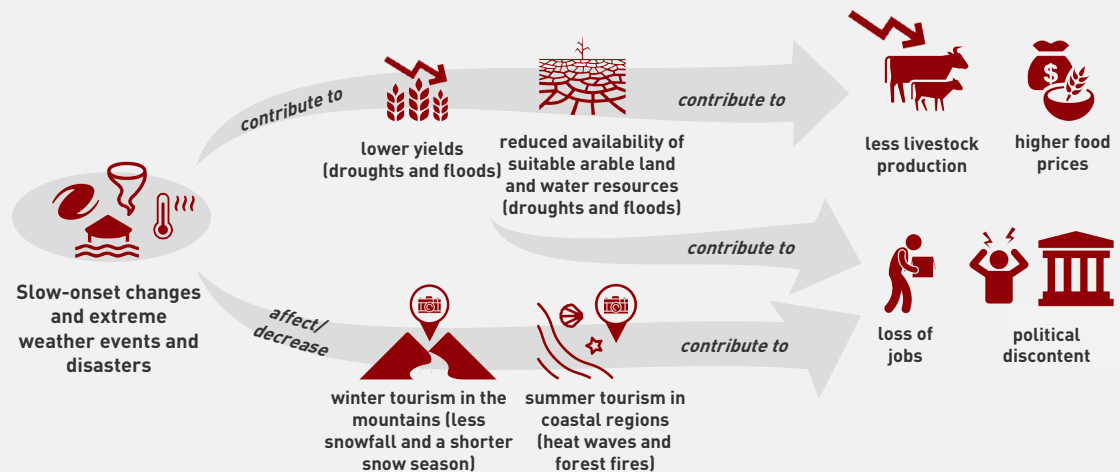 contribute to
lower yields
(droughts and floods)
reduced availability of
suitable arable land
and water resources
(droughts and floods)
contribute to
$
less livestock
production
higher food
prices
Slow-onset changes
and extreme
weather events and
disasters
contribute to
loss of
jobs
political
discontent
affect/
decrease
winter tourism in the
mountains (less
snowfall and a shorter
snow season)
summer tourism in
coastal regions
(heat waves and
forest fires)
contribute to